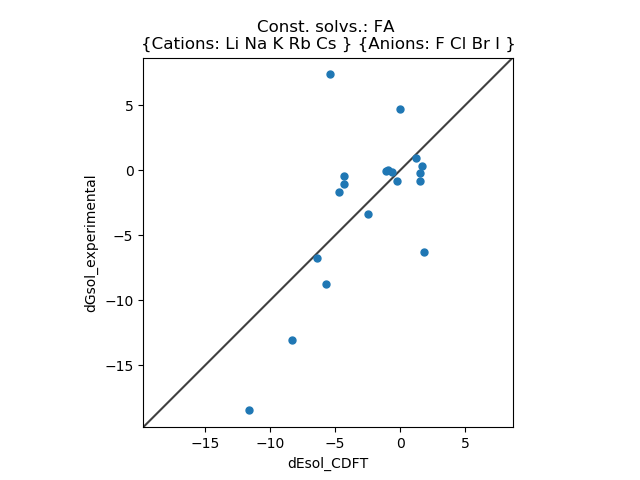 Const. solvs.: FA
{Cations: Li Na K Rb Cs } {Anions: F Cl Br I }
dGsol_experimental
5
0
−5
−10
−15
−15
−10
−5
0
5
dEsol_CDFT